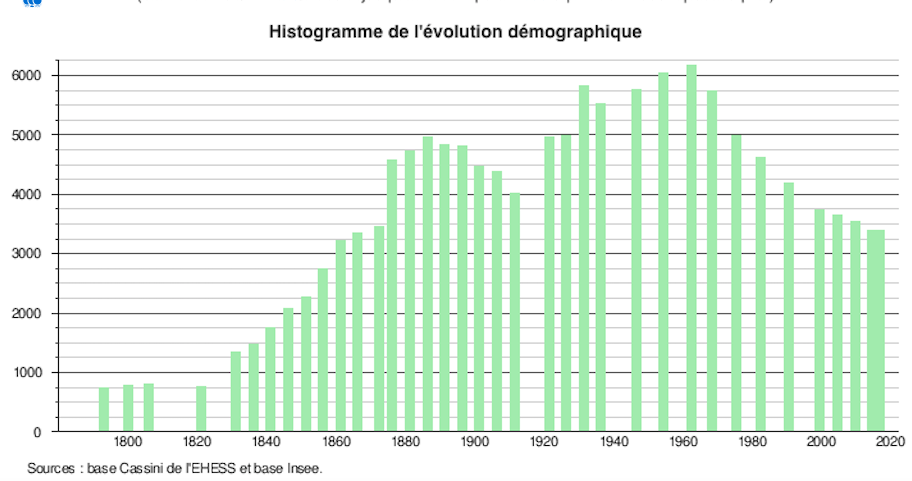 Histogramme de l'évolution démographique
6000
5000
4000
3000
2000
1000
0
1800 1820 1840 1860 1880 1900 1920 1940 1960 1980 2000 2020
Sources : base Cassini de l'EHESS et base Insee.